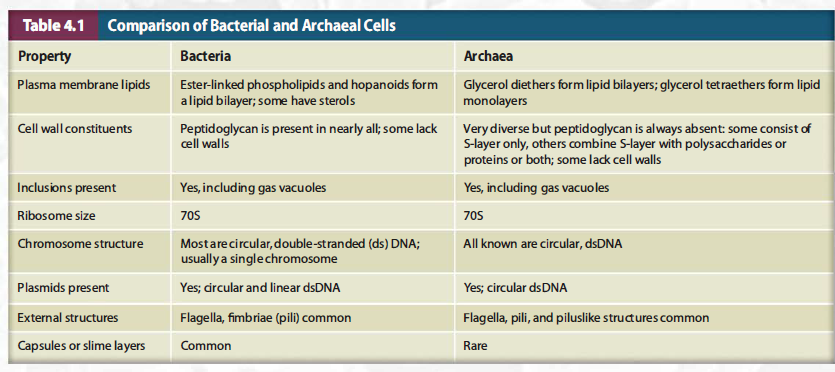 Table 4.1 Comparison of Bacterial and Archaeal Cells
Property Bacteria Archaea
Plasma membrane lipids Ester-linked phospholipids and hopanoids form Glycerol diethers form lipid bilayers; glycerol tetraethers form lipid
a lipid bilayer; some have sterols monolayers
Cell wall constituents Peptidoglycan is present in nearly all; some lack Very diverse but peptidoglycan is always absent: some consist of
cell walls S-layer only, others combine S-layer with polysaccharides or
proteins or both; some lack cell walls
Inclusions present Yes, including gas vacuoles Yes, including gas vacuoles
Ribosome size 70S 70S
Chromosome structure Most are circular, double-stranded (ds) DNA; All known are circular, dsDNA
usually a single chromosome
Plasmids present Yes; circular and linear dsDNA Yes; circular dsDNA
External structures Flagella, fimbriae (pili) common Flagella, pili, and piluslike structures common
Capsules or slime layers Common Rare